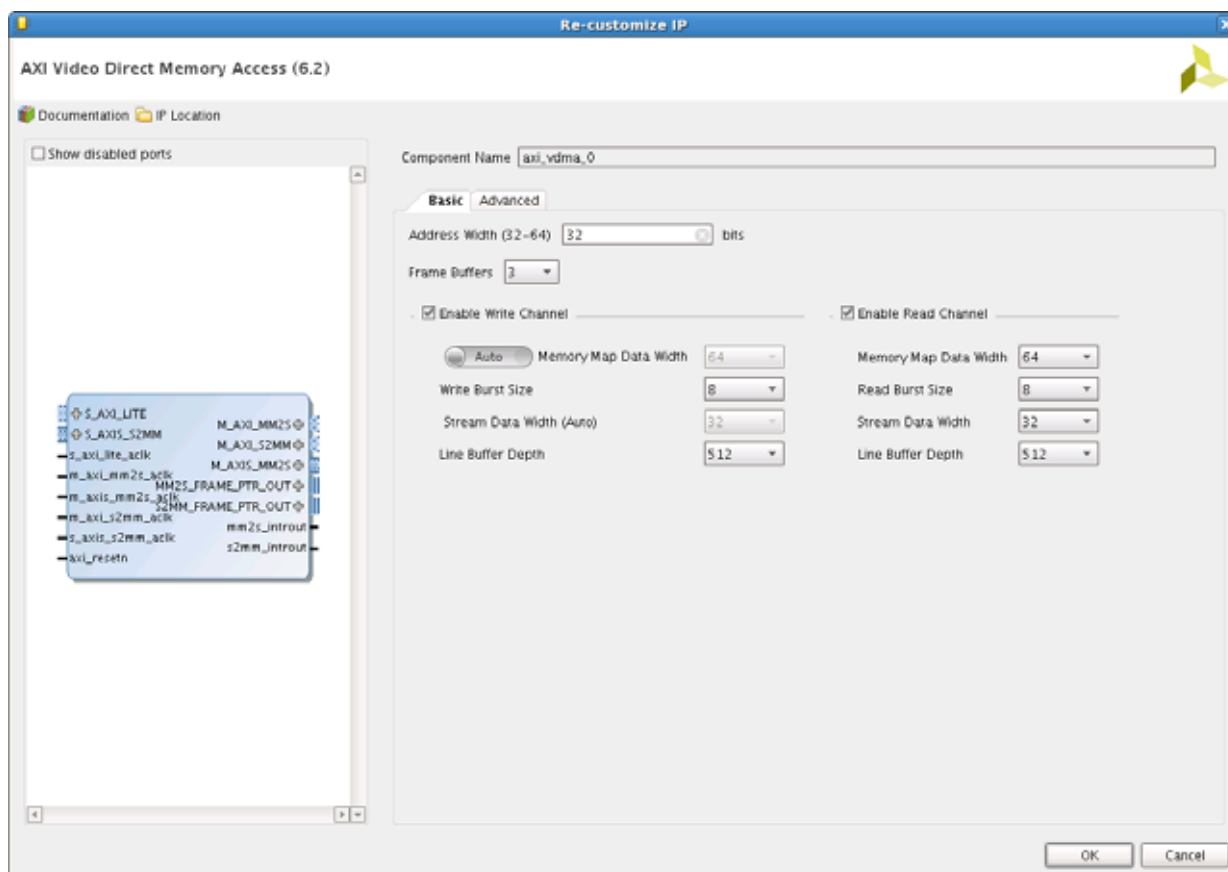 Re-customize IP
AXI Video Direct Memory Access (6.2)
Documentation IP Location
Show disabled ports
S_AXI_LITE
S_AXIS_S2MM
s_axi_lite_aclk
m_axi_mm2s_aclk
m_axis_mm2s_aclk
m_axi_s2mm_aclk
s_axis_s2mm_aclk
axi_resetn
M_AXI_MM2S
M_AXI_S2MM
M_AXIS_MM2S
MM2S_FRAME_PTR_OUT
S2MM_FRAME_PTR_OUT
mm2s_introut
s2mm_introut
Component Name axi_vdma_0
Basic Advanced
Address Width (32-64) 32 bits
Frame Buffers 3
Enable Write Channel
Auto Memory Map Data Width 64
Write Burst Size 8
Stream Data Width (Auto) 32
Line Buffer Depth 512
Enable Read Channel
Memory Map Data Width 64
Read Burst Size 8
Stream Data Width 32
Line Buffer Depth 512
OK Cancel